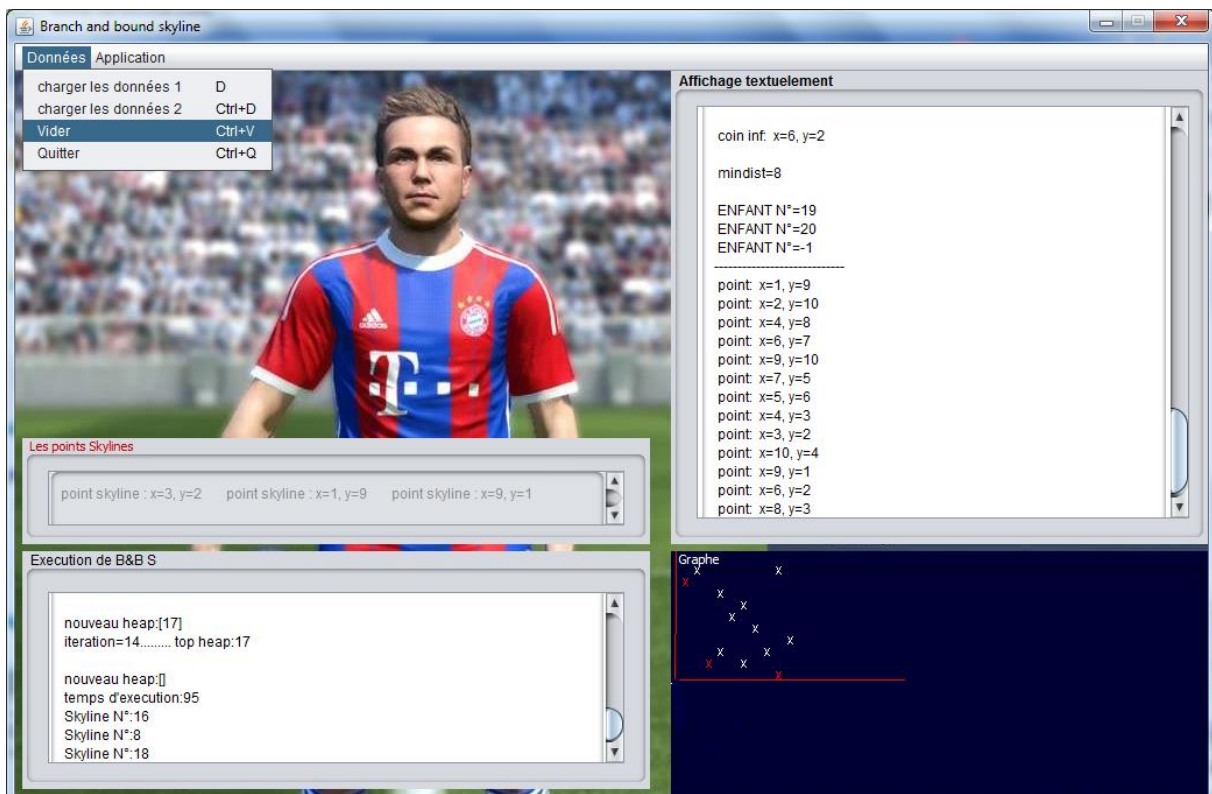 Branch and bound skyline
Données Application
charger les données 1 D
charger les données 2 Ctrl+D
Vider Ctrl+V
Quitter Ctrl+Q
adidas
T
Les points Skylines
point skyline : x=3, y=2 point skyline : x=1, y=9 point skyline : x=9, y=1
Execution de B&B S
nouveau heap:[17]
iteration=14......... top heap:17
nouveau heap:[]
temps d'execution:95
Skyline N°:16
Skyline N°:8
Skyline N°:18
Affichage textuelement
coin inf: x=6, y=2
mindist=8
ENFANT N°=19
ENFANT N°=20
ENFANT N°=-1
-----------------------------
point: x=1, y=9
point: x=2, y=10
point: x=4, y=8
point: x=6, y=7
point: x=9, y=10
point: x=7, y=5
point: x=5, y=6
point: x=4, y=3
point: x=3, y=2
point: x=10, y=4
point: x=9, y=1
point: x=6, y=2
point: x=8, y=3
Graphe